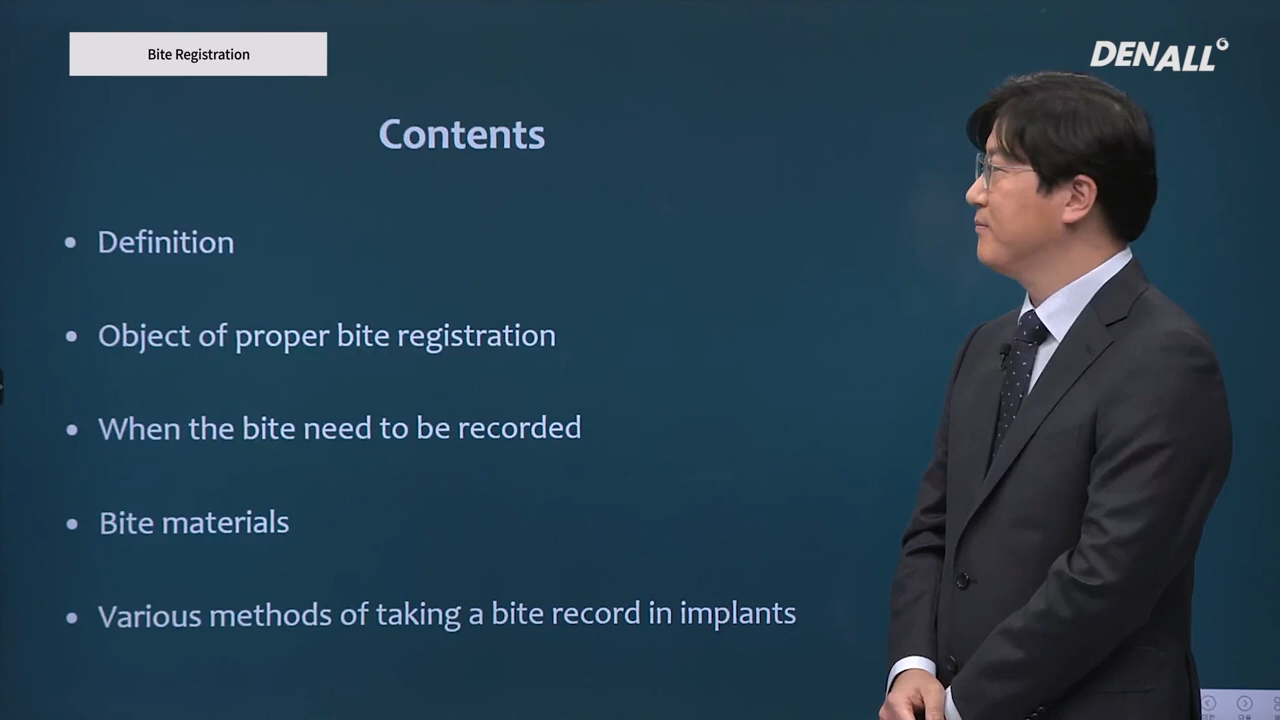 Bite Registration
DENALL
Contents
• Definition
• Object of proper bite registration
• When the bite need to be recorded
• Bite materials
• Various methods of taking a bite record in implants